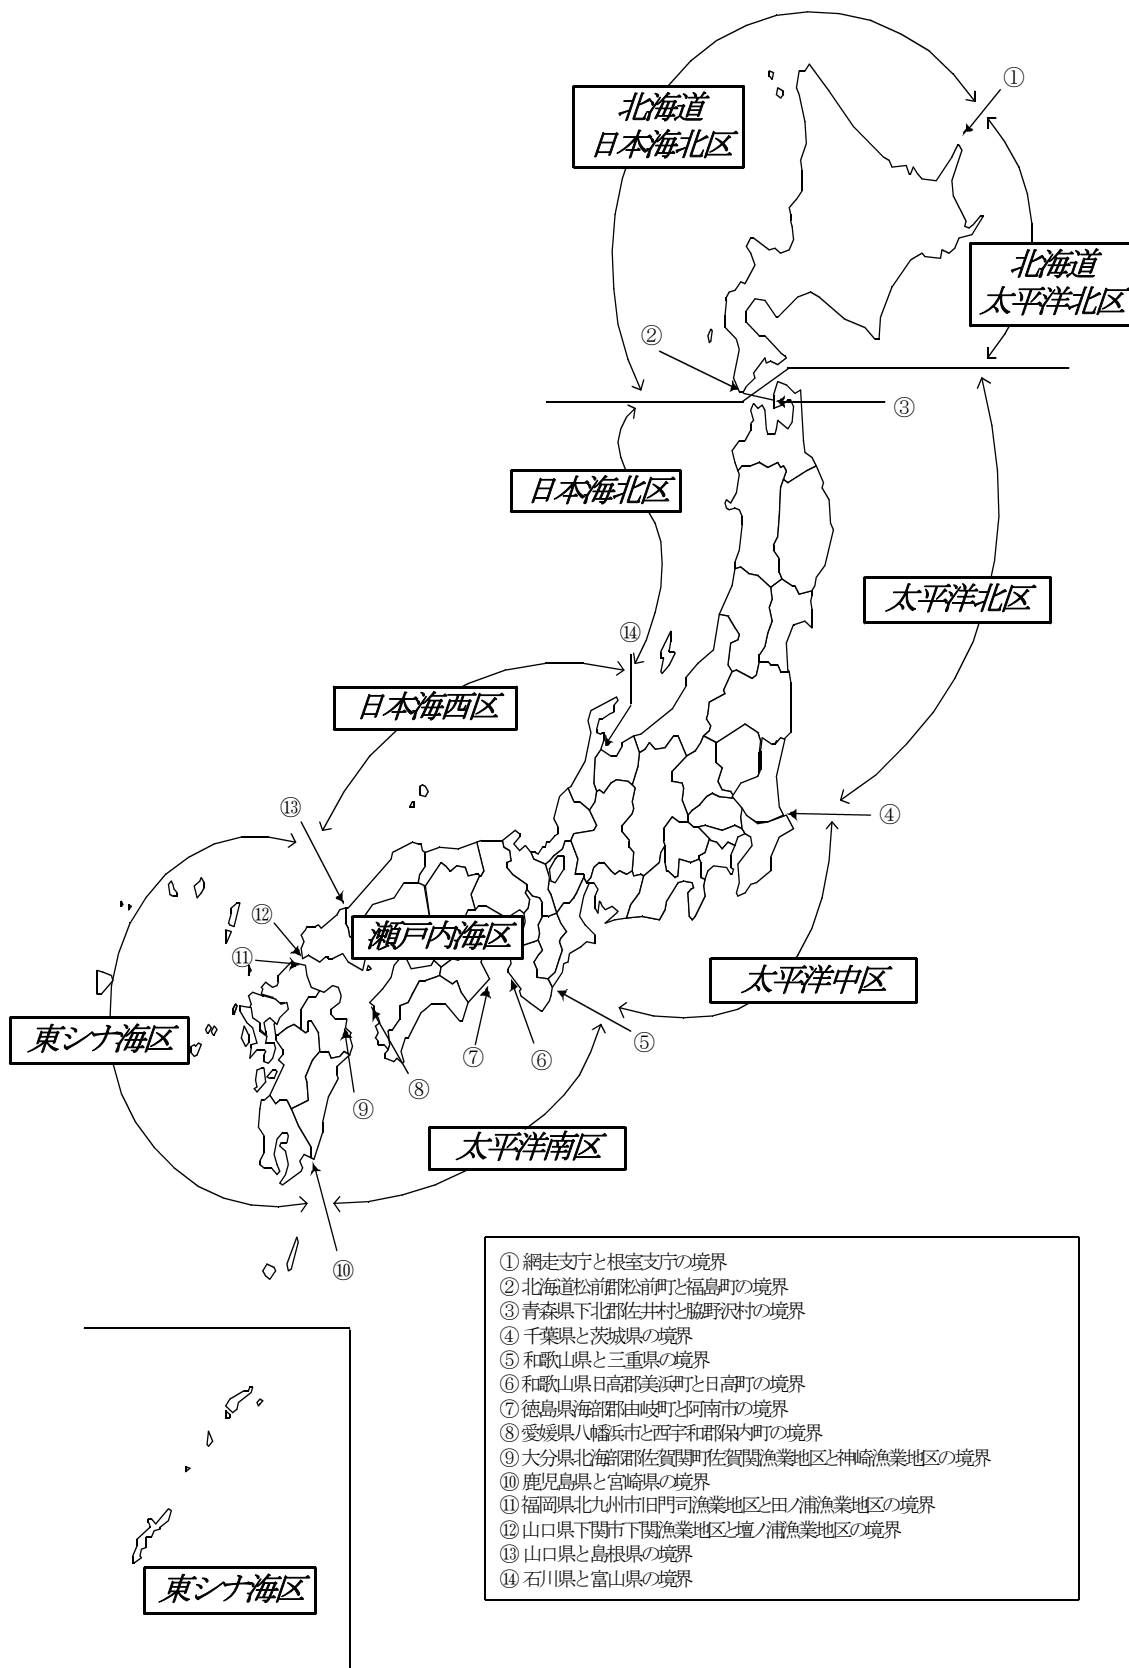 ①
北海道
日本海北区
北海道
太平洋北区
②
③
日本海北区
太平洋北区
⑭
日本海西区
⑬
④
⑫
瀬戸内海区
⑪
太平洋中区
東シナ海区
⑤
⑦
⑥
⑧
⑨
太平洋南区
⑩
①網走支庁と根室支庁の境界
②北海道松前郡松前町と福島町の境界
③青森県下北郡佐井村と脇野沢村の境界
④千葉県と茨城県の境界
⑤和歌山県と三重県の境界
⑥和歌山県日高郡美浜町と日高町の境界
⑦徳島県海部郡由岐町と阿南市の境界
⑧愛媛県八幡浜市と西宇和郡保内町の境界
⑨大分県北海部郡佐賀関町佐賀関漁業地区と神崎漁業地区の境界
⑩鹿児島県と宮崎県の境界
⑪福岡県北九州市旧門司漁業地区と田ノ浦漁業地区の境界
⑫山口県下関市下関漁業地区と壇ノ浦漁業地区の境界
⑬山口県と島根県の境界
⑭石川県と富山県の境界
東シナ海区